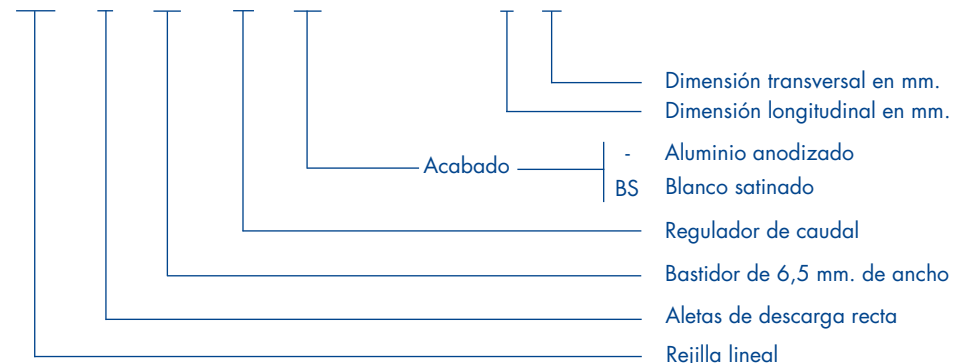 Dimensión transversal en mm.
Dimensión longitudinal en mm.
Acabado - Aluminio anodizado
BS Blanco satinado
Regulador de caudal
Bastidor de 6,5 mm. de ancho
Aletas de descarga recta
Rejilla lineal